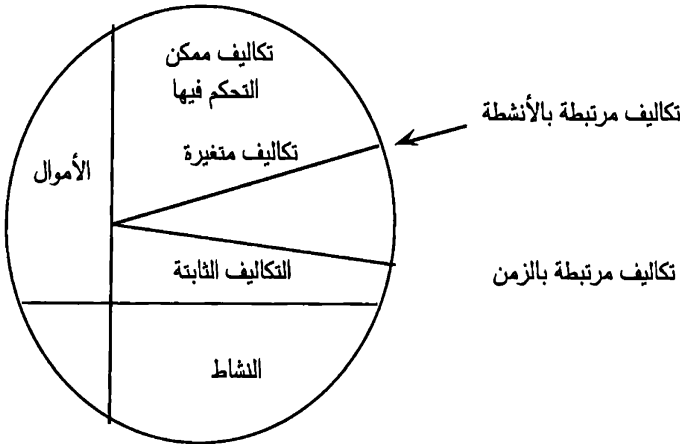 تكاليف ممكن
التحكم فيها
تكاليف مرتبطة بالأنشطة
تكاليف متغيرة
الأموال
التكاليف الثابتة
تكاليف مرتبطة بالزمن
النشاط